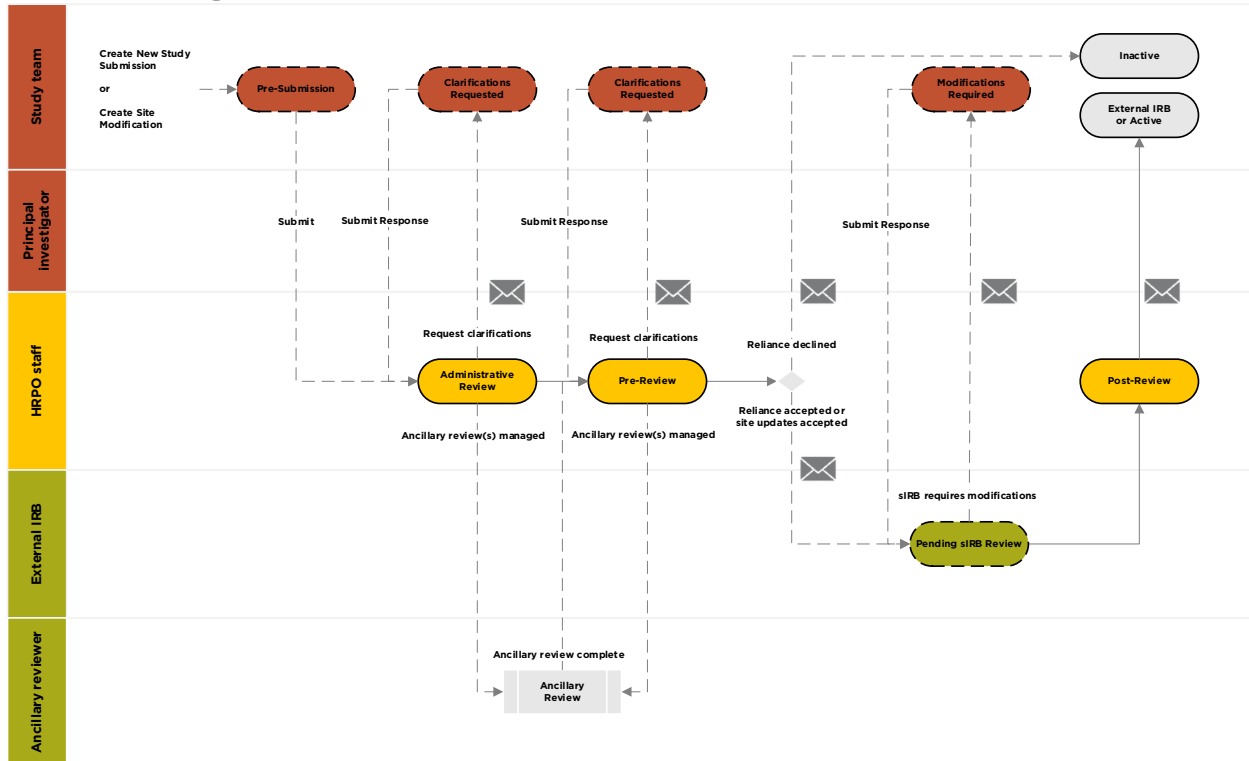 Study team
Create New Study
Submission
or
Create Site
Modification
Pre-Submission
Clarifications
Requested
Clarifications
Requested
Modifications
Required
Inactive
External IRB
or Active
Principal
investigator
Submit
Submit Response
Submit Response
Submit Response
HRPO staff
Request clarifications
Request clarifications
Reliance declined
Administrative
Review
Pre-Review
Post-Review
Reliance accepted or
site updates accepted
Ancillary review(s) managed
Ancillary review(s) managed
External IRB
sIRB requires modifications
Pending sIRB Review
Ancillary reviewer
Ancillary review complete
Ancillary
Review